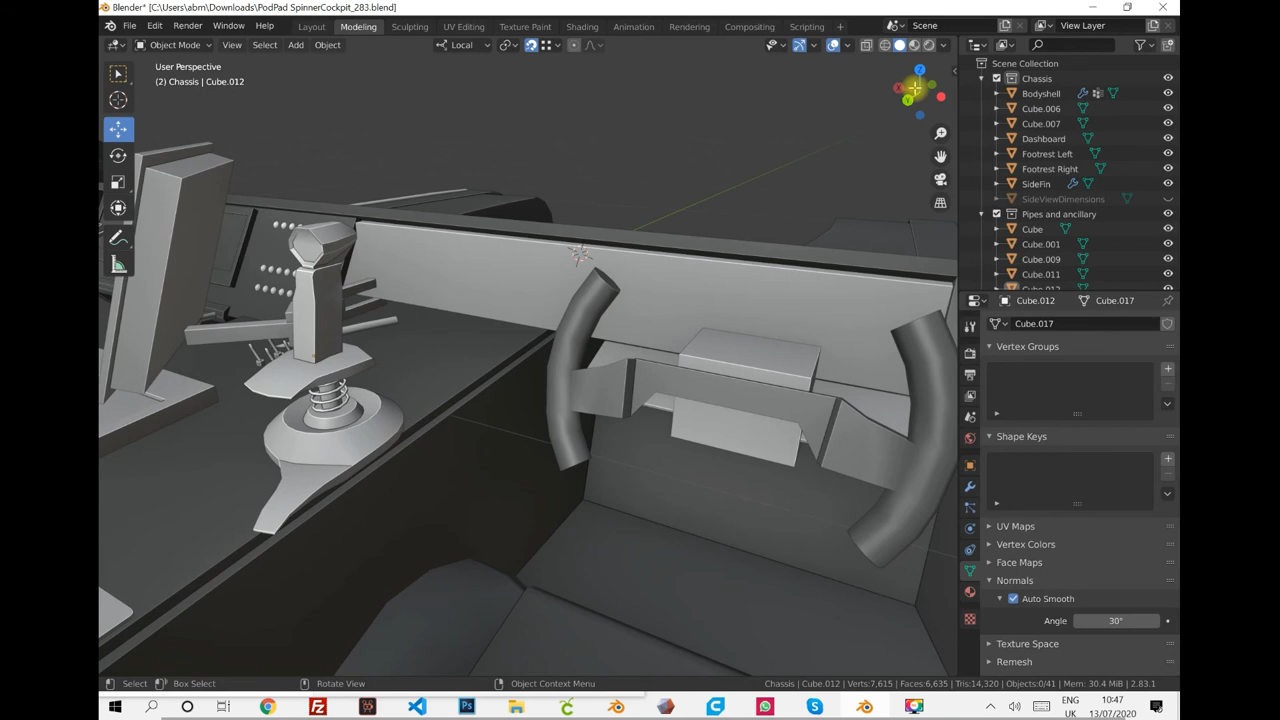 Blender* [C:\Users\abm\Downloads\PodPad SpinnerCockpit_283.blend]
File Edit Render Window Help Layout Modeling Sculpting UV Editing Texture Paint Shading Animation Rendering Compositing Scripting Scene View Layer
Object Mode View Select Add Object Local
User Perspective
(2) Chassis | Cube.012
Z
X
Y
Scene Collection
Chassis
Bodyshell
Cube.006
Cube.007
Dashboard
Footrest Left
Footrest Right
SideFin
SideViewDimensions
Pipes and ancillary
Cube
Cube.001
Cube.009
Cube.011
Cube.012
Cube.012 Cube.017
Cube.017
Vertex Groups
Shape Keys
UV Maps
Vertex Colors
Face Maps
Normals
Auto Smooth
Angle 30°
Texture Space
Remesh
Select Box Select Rotate View Object Context Menu Chassis | Cube.012 | Verts:7,615 | Faces:6,635 | Tris:14,320 | Objects:0/41 | Mem: 30.4 MiB | 2.83.1
ENG 10:47
UK 13/07/2020